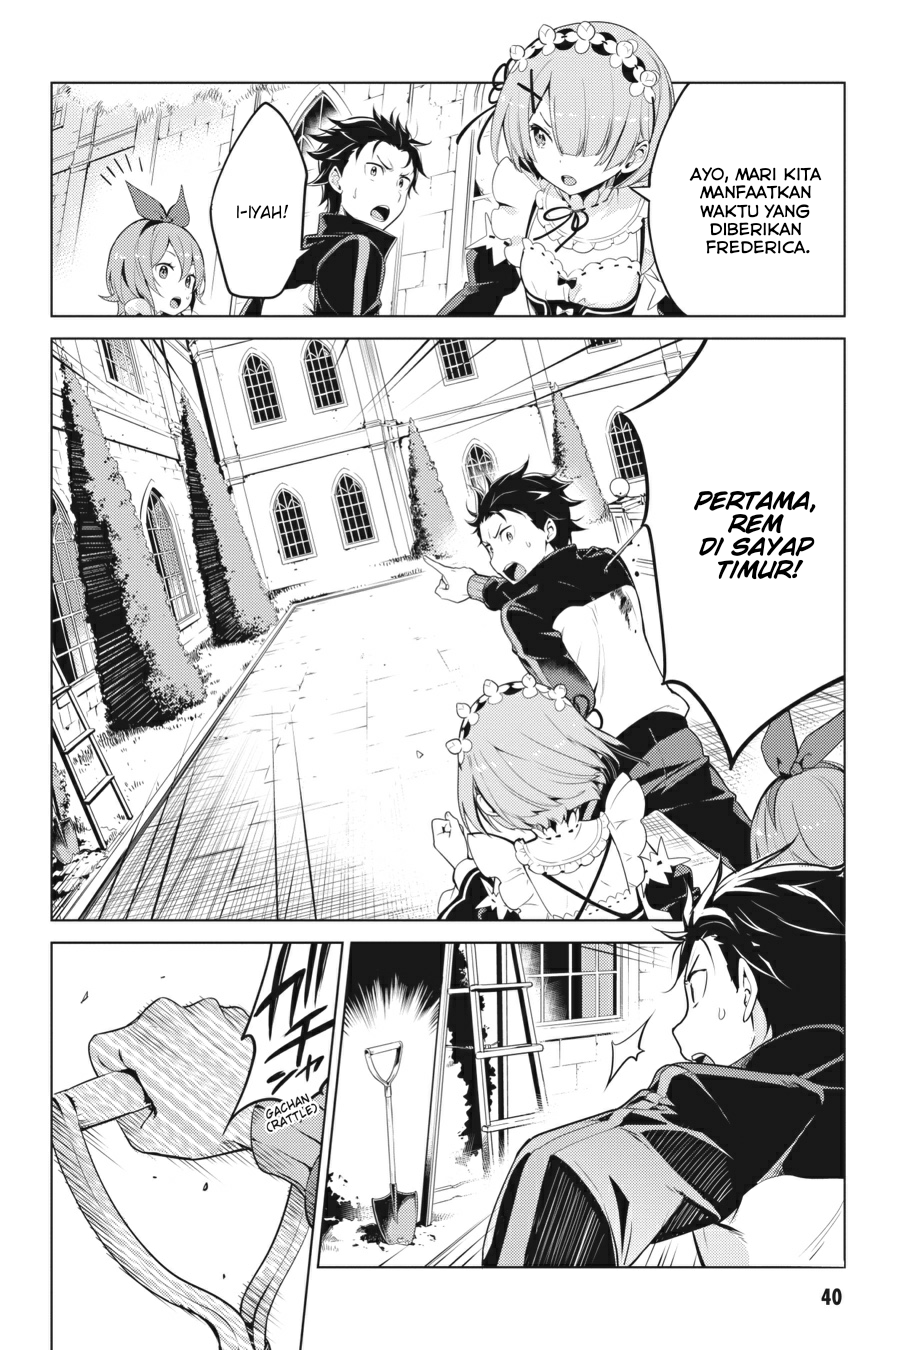 AYO, MARI KITA
MANFAATKAN
WAKTU YANG
DIBERIKAN
FREDERICA.
I-IYAH!
PERTAMA,
REM
DI SAYAP
TIMUR!
ガチャン
GACHAN
(RATTLE)
40